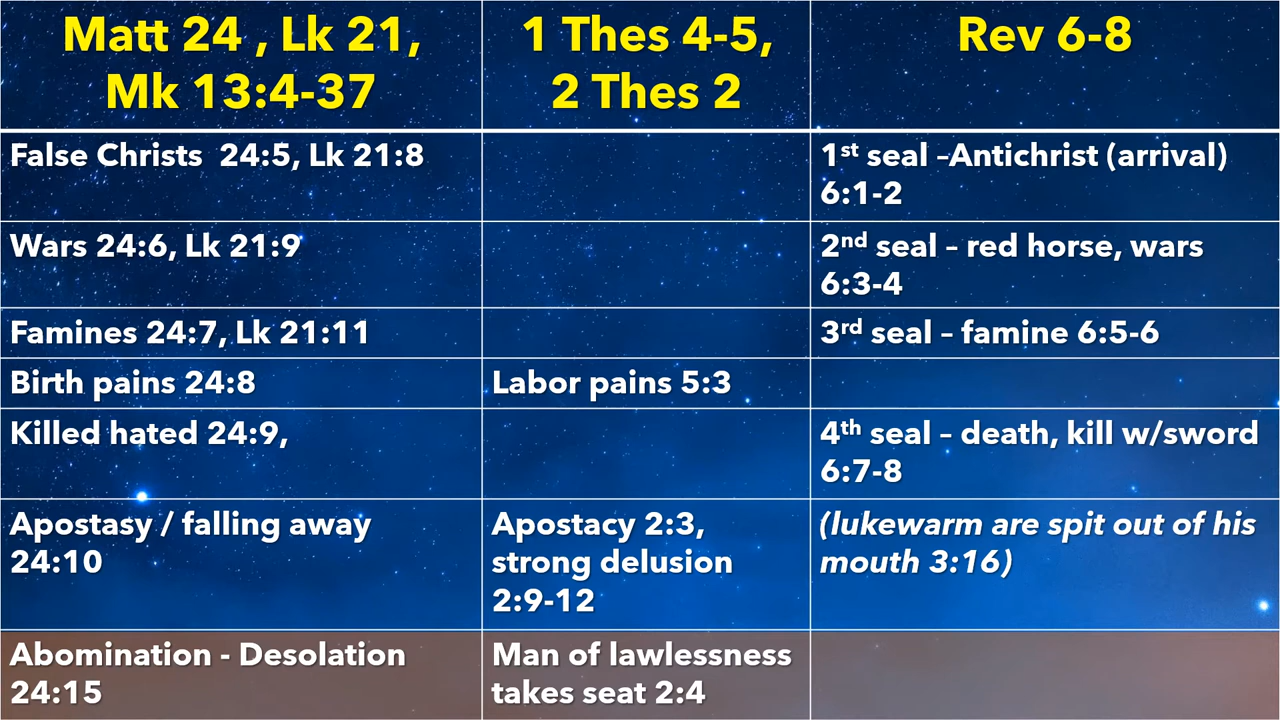 Matt 24 , Lk 21,
Mk 13:4-37
1 Thes 4-5,
2 Thes 2
Rev 6-8
False Christs  24:5, Lk 21:8
1st seal –Antichrist (arrival)
6:1-2
Wars 24:6, Lk 21:9
2nd seal – red horse, wars
6:3-4
Famines 24:7, Lk 21:11
3rd seal – famine 6:5-6
Birth pains 24:8
Labor pains 5:3
Killed hated 24:9,
4th seal – death, kill w/sword
6:7-8
Apostasy / falling away
24:10
Apostacy 2:3,
strong delusion
2:9-12
(lukewarm are spit out of his
mouth 3:16)
Abomination - Desolation
24:15
Man of lawlessness
takes seat 2:4